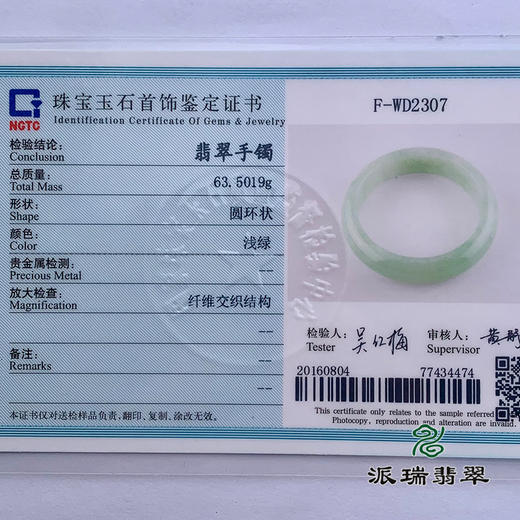 NGTC
珠宝玉石首饰鉴定证书
Identification Certificate Of Gems & Jewelry
检验结论：
Conclusion
翡翠手镯
总质量：
Total Mass
63.5019g
形状：
Shape
圆环状
颜色：
Color
浅绿
贵金属检测：
Precious Metal
--
放大检查：
Magnification
纤维交织结构
--
备注：
Remarks
--
--
本证书仅对送检样品负责，翻印、复制、涂改无效。
F-WD2307
检验人：
Tester
吴红梅
审核人：
Supervisor
黄
20160804
77434474
This certificate only relates to the sample referred
Photocopy, reproduction and alteration are invalid.
派瑞翡翠